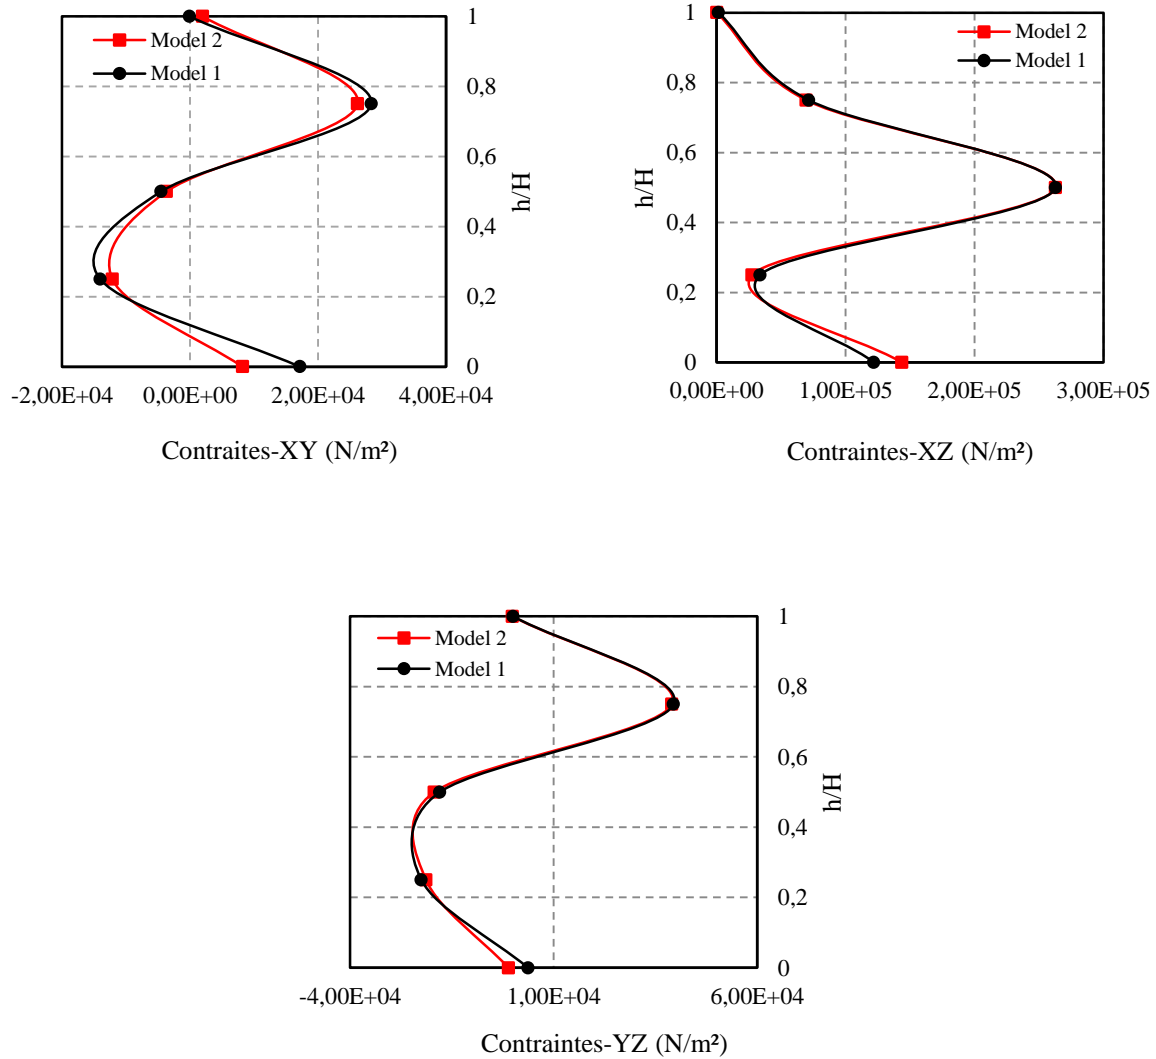 Model 2
Model 1
1
0,8
0,6
0,4
0,2
0
h/H
-2,00E+04 0,00E+00 2,00E+04 4,00E+04
Contraites-XY (N/m²)
Model 2
Model 1
1
0,8
0,6
0,4
0,2
0
h/H
0,00E+00 1,00E+05 2,00E+05 3,00E+05
Contraintes-XZ (N/m²)
Model 2
Model 1
1
0,8
0,6
0,4
0,2
0
h/H
-4,00E+04 1,00E+04 6,00E+04
Contraintes-YZ (N/m²)